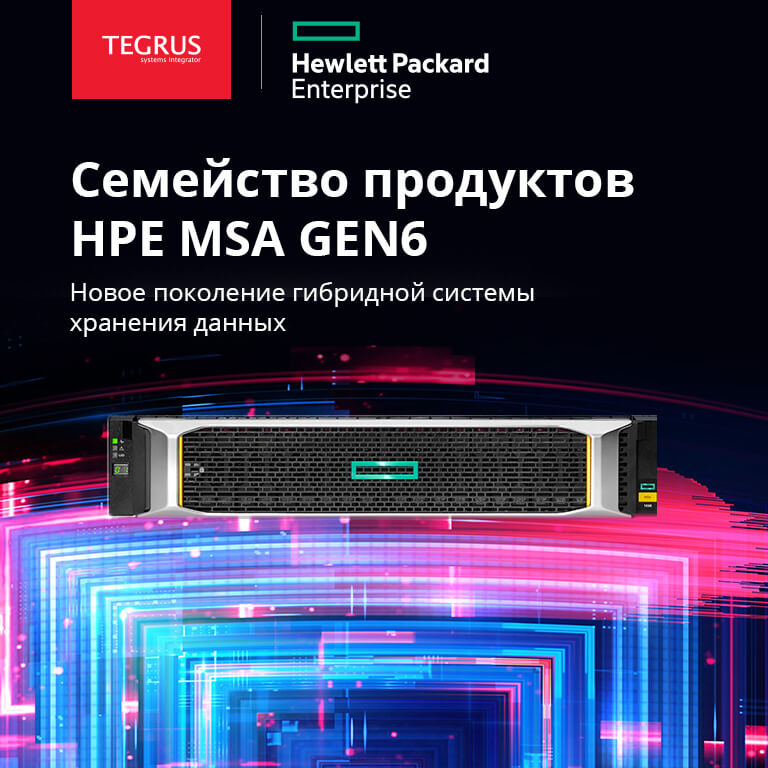 TEGRUS
systems integrator
Hewlett Packard
Enterprise
Семейство продуктов
HPE MSA GEN6
Новое поколение гибридной системы
хранения данных